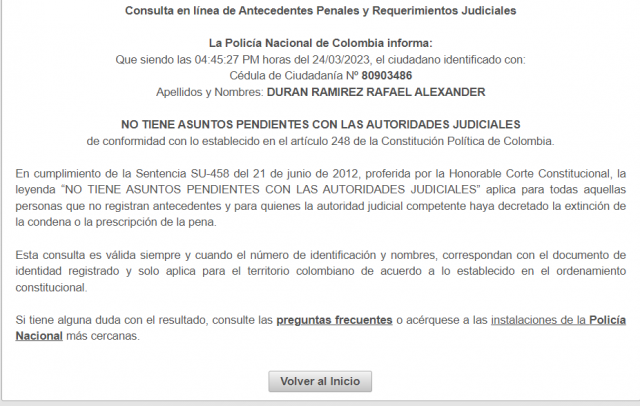 Consulta en línea de Antecedentes Penales y Requerimientos Judiciales
La Policía Nacional de Colombia informa:
Que siendo las 04:45:27 PM horas del 24/03/2023, el ciudadano identificado con:
Cédula de Ciudadanía Nº 80903486
Apellidos y Nombres: DURAN RAMIREZ RAFAEL ALEXANDER
NO TIENE ASUNTOS PENDIENTES CON LAS AUTORIDADES JUDICIALES
de conformidad con lo establecido en el artículo 248 de la Constitución Política de Colombia.
En cumplimiento de la Sentencia SU-458 del 21 de junio de 2012, proferida por la Honorable Corte Constitucional, la
leyenda "NO TIENE ASUNTOS PENDIENTES CON LAS AUTORIDADES JUDICIALES" aplica para todas aquellas
personas que no registran antecedentes y para quienes la autoridad judicial competente haya decretado la extinción de
la condena o la prescripción de la pena.
Esta consulta es válida siempre y cuando el número de identificación y nombres, correspondan con el documento de
identidad registrado y solo aplica para el territorio colombiano de acuerdo a lo establecido en el ordenamiento
constitucional.
Si tiene alguna duda con el resultado, consulte las preguntas frecuentes o acérquese a las instalaciones de la Policía
Nacional más cercanas.
Volver al Inicio